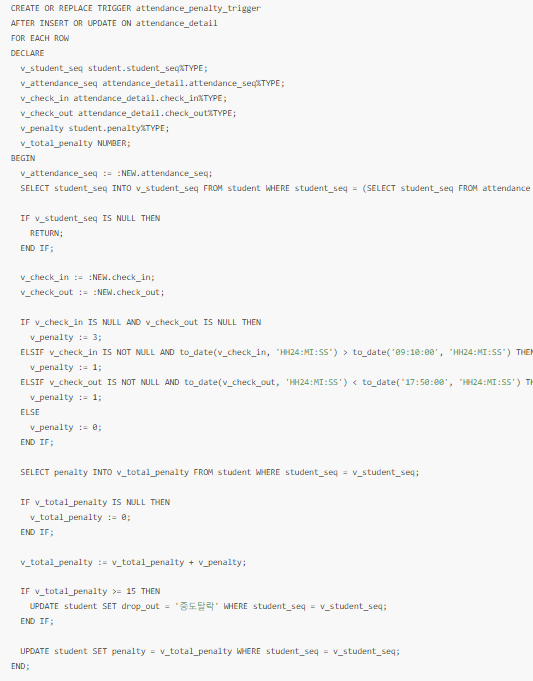 CREATE OR REPLACE TRIGGER attendance_penalty_trigger
AFTER INSERT OR UPDATE ON attendance_detail
FOR EACH ROW
DECLARE
  v_student_seq student.student_seq%TYPE;
  v_attendance_seq attendance_detail.attendance_seq%TYPE;
  v_check_in attendance_detail.check_in%TYPE;
  v_check_out attendance_detail.check_out%TYPE;
  v_penalty student.penalty%TYPE;
  v_total_penalty NUMBER;
BEGIN
  v_attendance_seq := :NEW.attendance_seq;
  SELECT student_seq INTO v_student_seq FROM student WHERE student_seq = (SELECT student_seq FROM attendance
  IF v_student_seq IS NULL THEN
    RETURN;
  END IF;
  v_check_in := :NEW.check_in;
  v_check_out := :NEW.check_out;
  IF v_check_in IS NULL AND v_check_out IS NULL THEN
    v_penalty := 3;
  ELSIF v_check_in IS NOT NULL AND to_date(v_check_in, 'HH24:MI:SS') > to_date('09:10:00', 'HH24:MI:SS') THEN
    v_penalty := 1;
  ELSIF v_check_out IS NOT NULL AND to_date(v_check_out, 'HH24:MI:SS') < to_date('17:50:00', 'HH24:MI:SS') TH
    v_penalty := 1;
  ELSE
    v_penalty := 0;
  END IF;
  SELECT penalty INTO v_total_penalty FROM student WHERE student_seq = v_student_seq;
  IF v_total_penalty IS NULL THEN
    v_total_penalty := 0;
  END IF;
  v_total_penalty := v_total_penalty + v_penalty;
  IF v_total_penalty >= 15 THEN
    UPDATE student SET drop_out = '중도탈락' WHERE student_seq = v_student_seq;
  END IF;
  UPDATE student SET penalty = v_total_penalty WHERE student_seq = v_student_seq;
END;